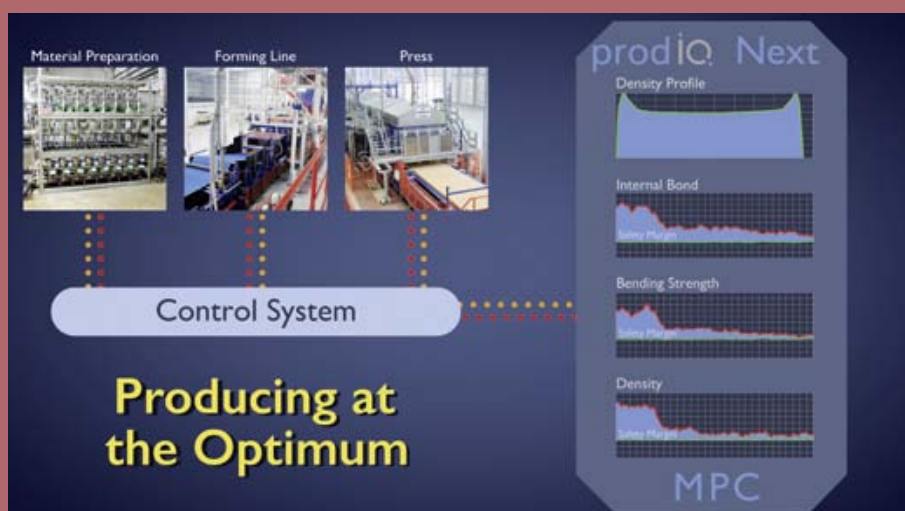 Material Preparation
Forming Line
Press
prodIQ Next
Density Profile
Internal Bond
Safety Margin
Bending Strength
Safety Margin
Density
Safety Margin
Control System
Producing at
the Optimum
MPC